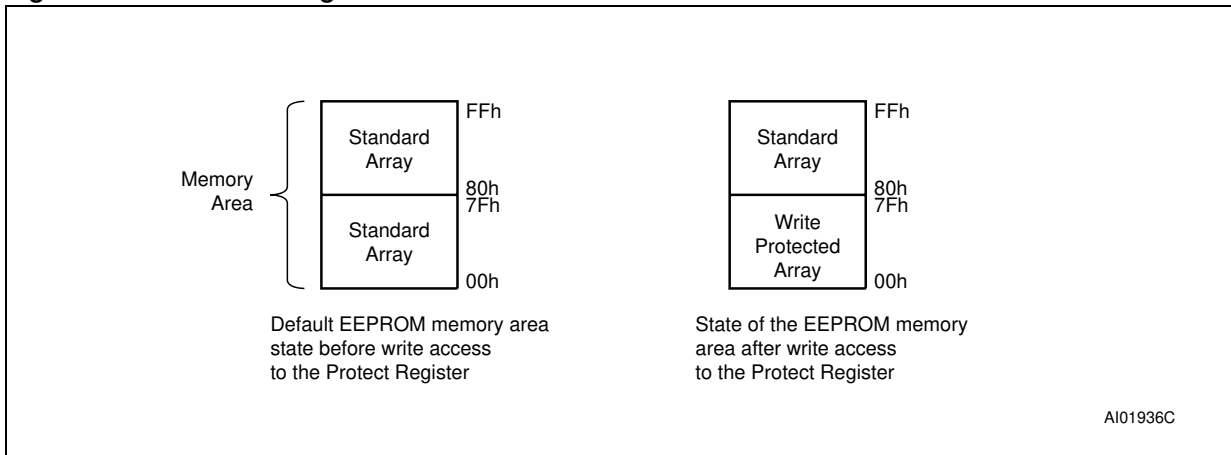 FFh
Standard
Array
Memory
Area
80h
7Fh
Standard
Array
00h
Default EEPROM memory area
state before write access
to the Protect Register
FFh
Standard
Array
80h
7Fh
Write
Protected
Array
00h
State of the EEPROM memory
area after write access
to the Protect Register
AI01936C